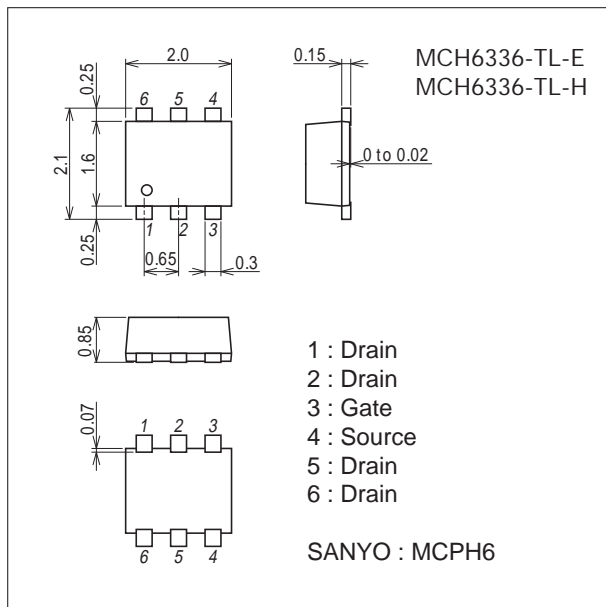 MCH6336-TL-E
MCH6336-TL-H
2.0
0.15
0.25
6 5 4
2.1
1.6
0 to 0.02
0.25
1 2 3
0.65
0.3
0.85
1 : Drain
2 : Drain
3 : Gate
4 : Source
5 : Drain
6 : Drain
0.07
1 2 3
6 5 4
SANYO : MCPH6